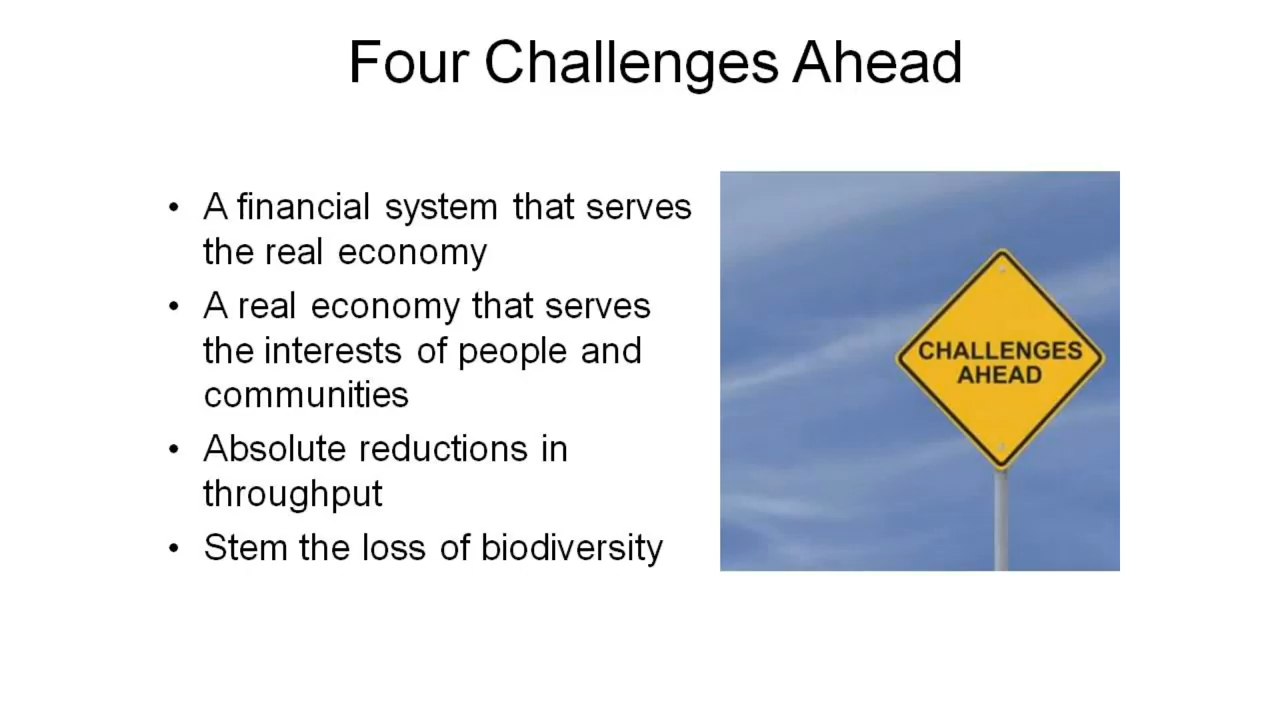 Four Challenges Ahead
• A financial system that serves
the real economy
• A real economy that serves
the interests of people and
communities
• Absolute reductions in
throughput
• Stem the loss of biodiversity
CHALLENGES
AHEAD